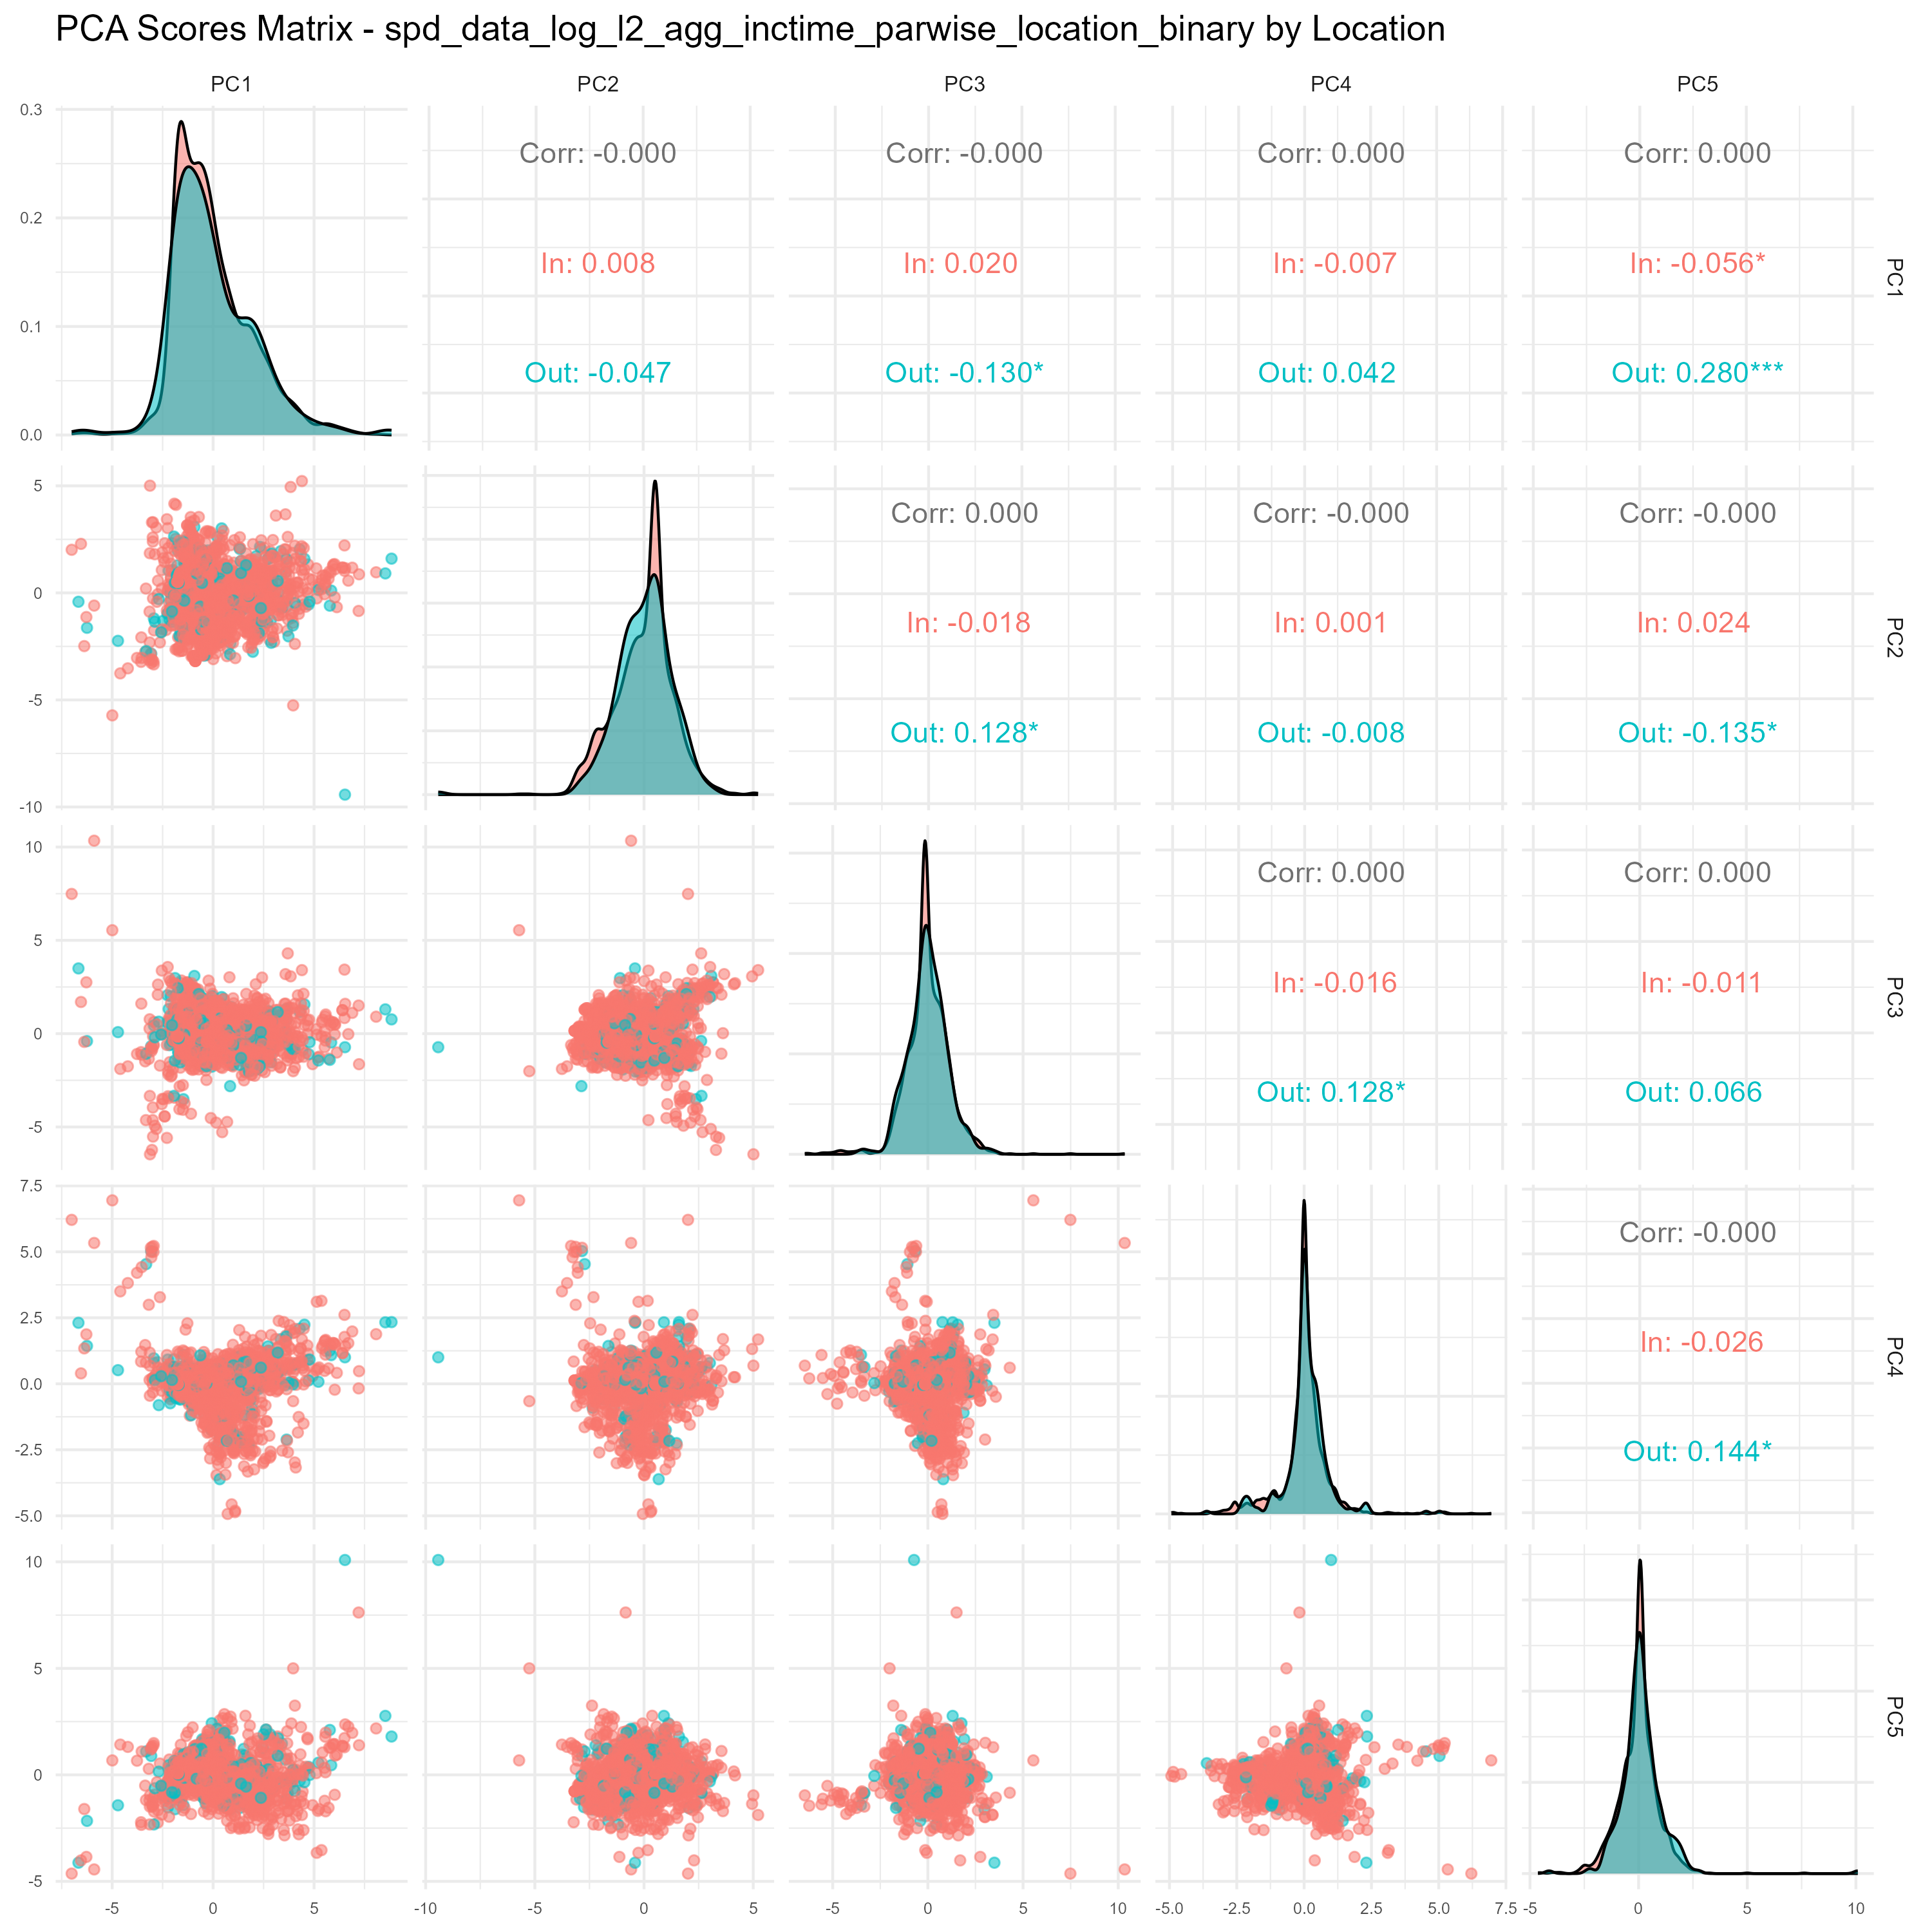 PCA Scores Matrix - spd_data_log_l2_agg_inctime_parwise_location_binary by Location
PC1 PC2 PC3 PC4 PC5
0.3
Corr: -0.000 Corr: -0.000 Corr: 0.000 Corr: 0.000
0.2
In: 0.008 In: 0.020 In: -0.007 In: -0.056* PC1
0.1
Out: -0.047 Out: -0.130* Out: 0.042 Out: 0.280***
0.0
5
Corr: 0.000 Corr: -0.000 Corr: -0.000
0
In: -0.018 In: 0.001 In: 0.024 PC2
-5
Out: 0.128* Out: -0.008 Out: -0.135*
-10
10
Corr: 0.000 Corr: 0.000
5
In: -0.016 In: -0.011 PC3
0
Out: 0.128* Out: 0.066
-5
7.5
Corr: -0.000
5.0
2.5
In: -0.026 PC4
0.0
-2.5
Out: 0.144*
-5.0
10
5
PC5
0
-5
-5 0 5 -10 -5 0 5 -5 0 5 10 -5.0 -2.5 0.0 2.5 5.0 7.5 -5 0 5 10